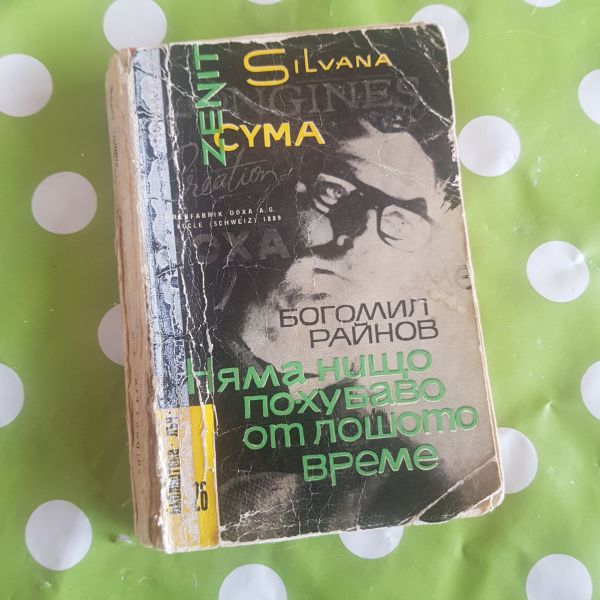 SiLVANA
ZENIT
LONGINES
CYMA
Creation
UHRENFABRIK DOXA A.G.
LOCLE (SCHWEIZ) 1889
DOXA
БОГОМИЛ
РАЙНОВ
Няма нищо
по-хубаво
от лошото
време